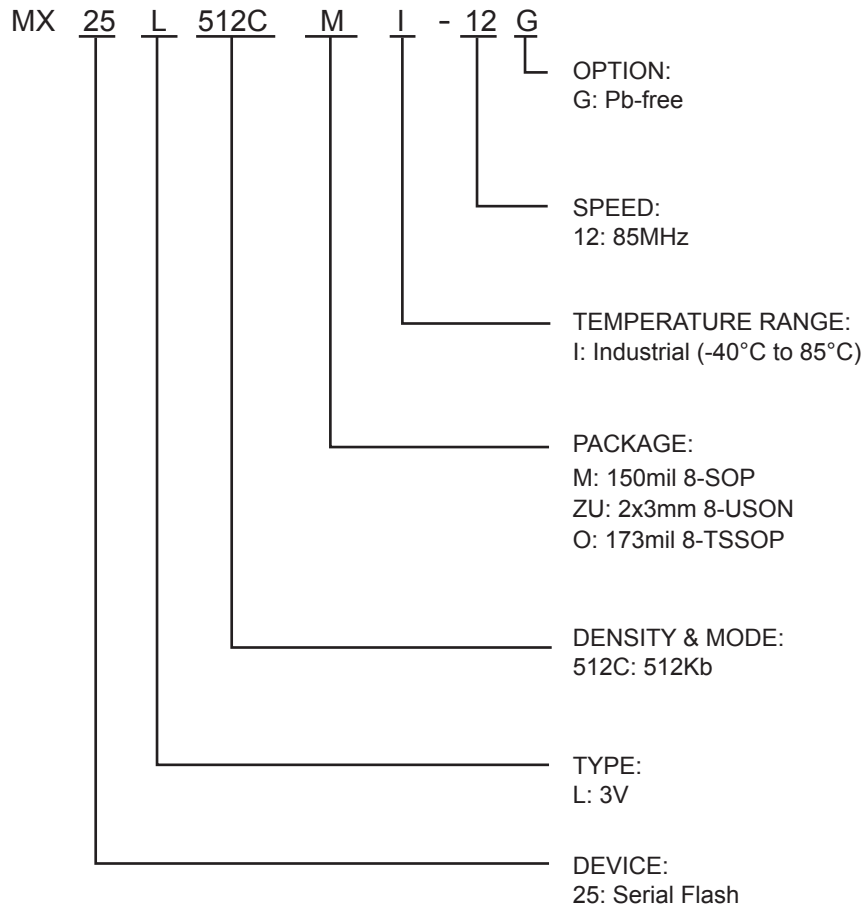 MX 25 L 512C M I - 12 G
OPTION:
G: Pb-free
SPEED:
12: 85MHz
TEMPERATURE RANGE:
I: Industrial (-40°C to 85°C)
PACKAGE:
M: 150mil 8-SOP
ZU: 2x3mm 8-USON
O: 173mil 8-TSSOP
DENSITY & MODE:
512C: 512Kb
TYPE:
L: 3V
DEVICE:
25: Serial Flash